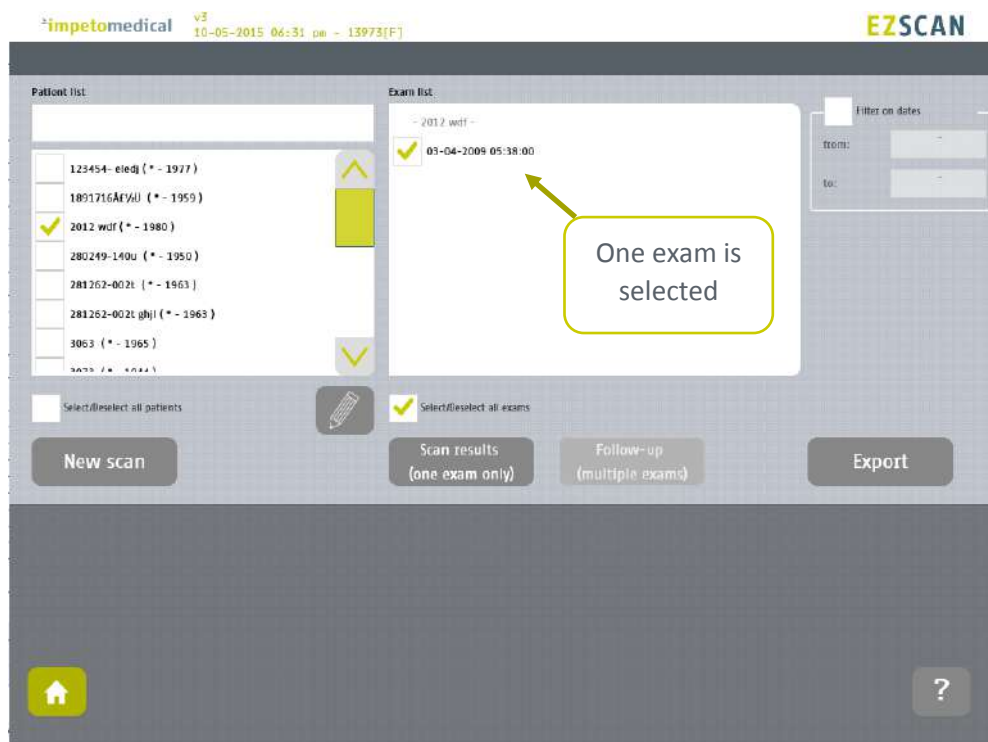 impetomedical
v3
10-05-2015 06:31 pm - 13973[F]
EZSCAN
Patient list
Exam list
- 2012 wdf -
03-04-2009 05:38:00
Filter on dates
from:
-
to:
-
123454- eledj ( * - 1977 )
1891716Å£½Ü ( * - 1959 )
2012 wdf ( * - 1980 )
280249-140u ( * - 1950 )
281262-002t ( * - 1963 )
281262-002t ghjl ( * - 1963 )
3063 ( * - 1965 )
One exam is
selected
Select/Deselect all patients
Select/Deselect all exams
New scan
Scan results
(one exam only)
Follow-up
(multiple exams)
Export
?